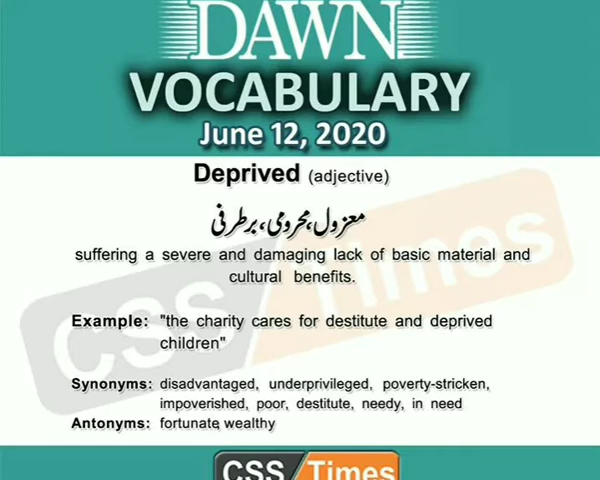 DAWN
VOCABULARY
June 12, 2020
Deprived (adjective)
معزول،محرومی،برطرفی
suffering a severe and damaging lack of basic material and
cultural benefits.
Example: "the charity cares for destitute and deprived
children"
Synonyms: disadvantaged, underprivileged, poverty-stricken,
impoverished, poor, destitute, needy, in need
Antonyms: fortunate, wealthy
CSS Times
CSS Times